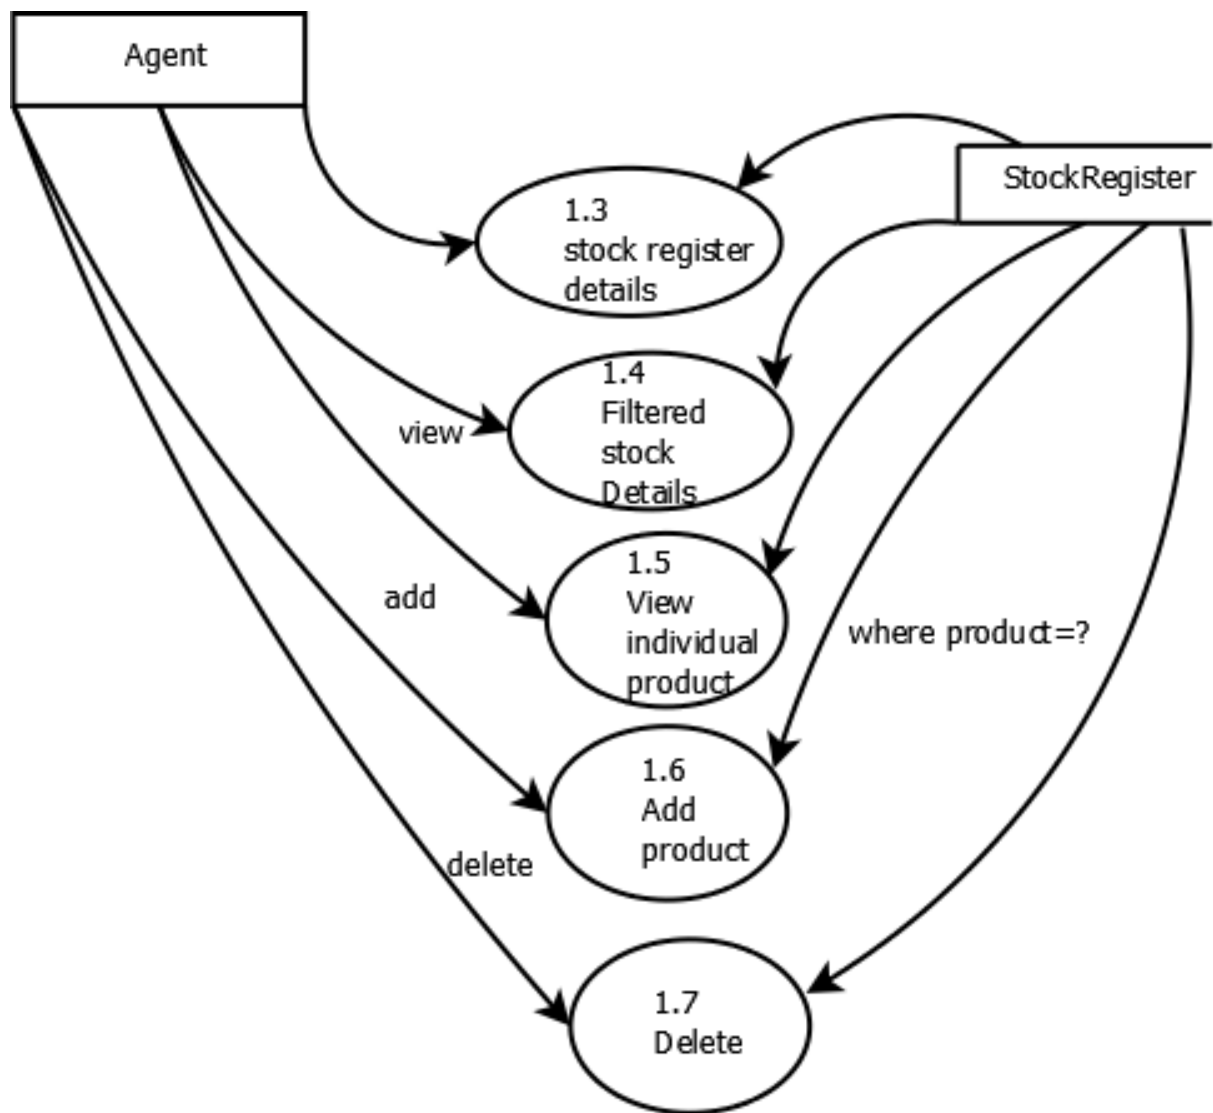 Agent
StockRegister
1.3
stock register
details
1.4
Filtered
stock
Details
view
1.5
View
individual
product
add
where product=?
1.6
Add
product
delete
1.7
Delete